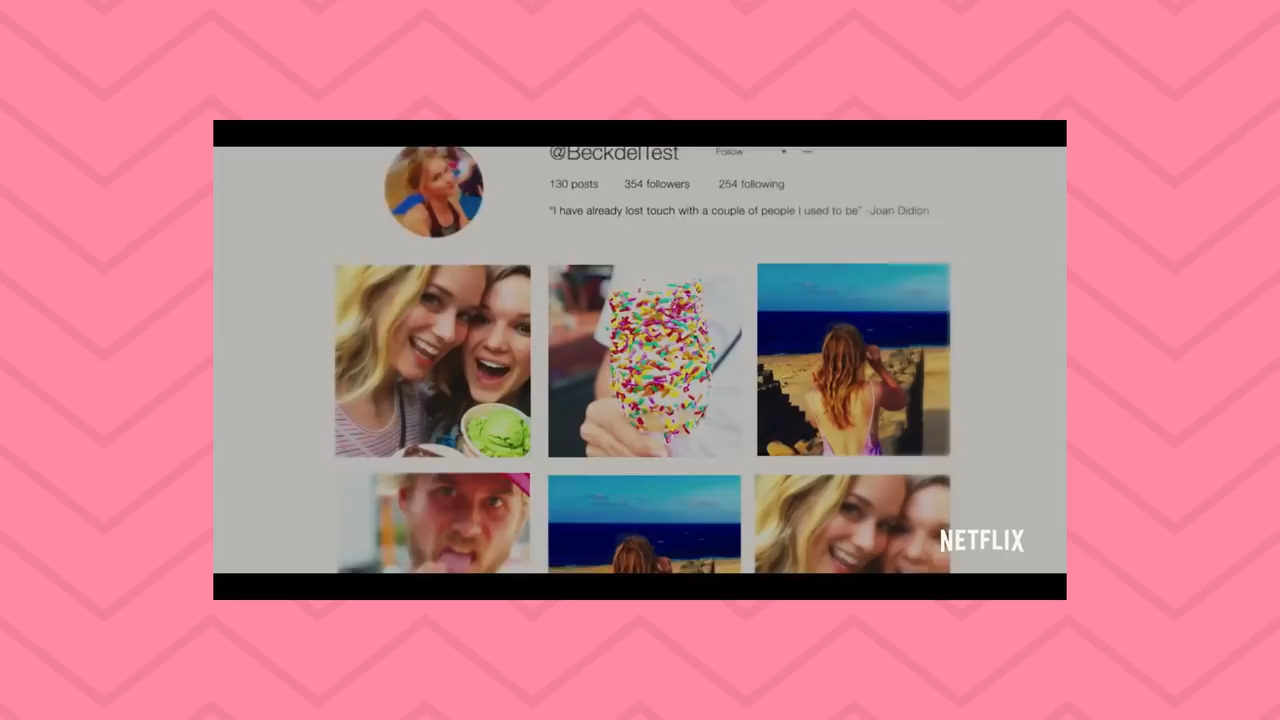 @BeckdelTest
Follow
130 posts 354 followers 254 following
"I have already lost touch with a couple of people I used to be" -Joan Didion
NETFLIX